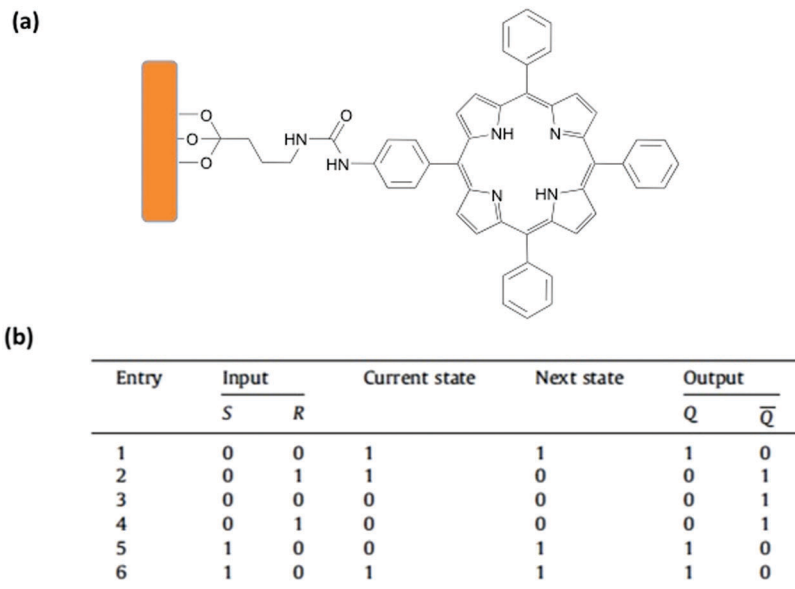 (a)
O
O
O
HN
O
HN
NH
N
N
HN
(b)
Entry Input Current state Next state Output
S R Q Q̅
1 0 0 1 1 1 0
2 0 1 1 0 0 1
3 0 0 0 0 0 1
4 0 1 0 0 0 1
5 1 0 0 1 1 0
6 1 0 1 1 1 0